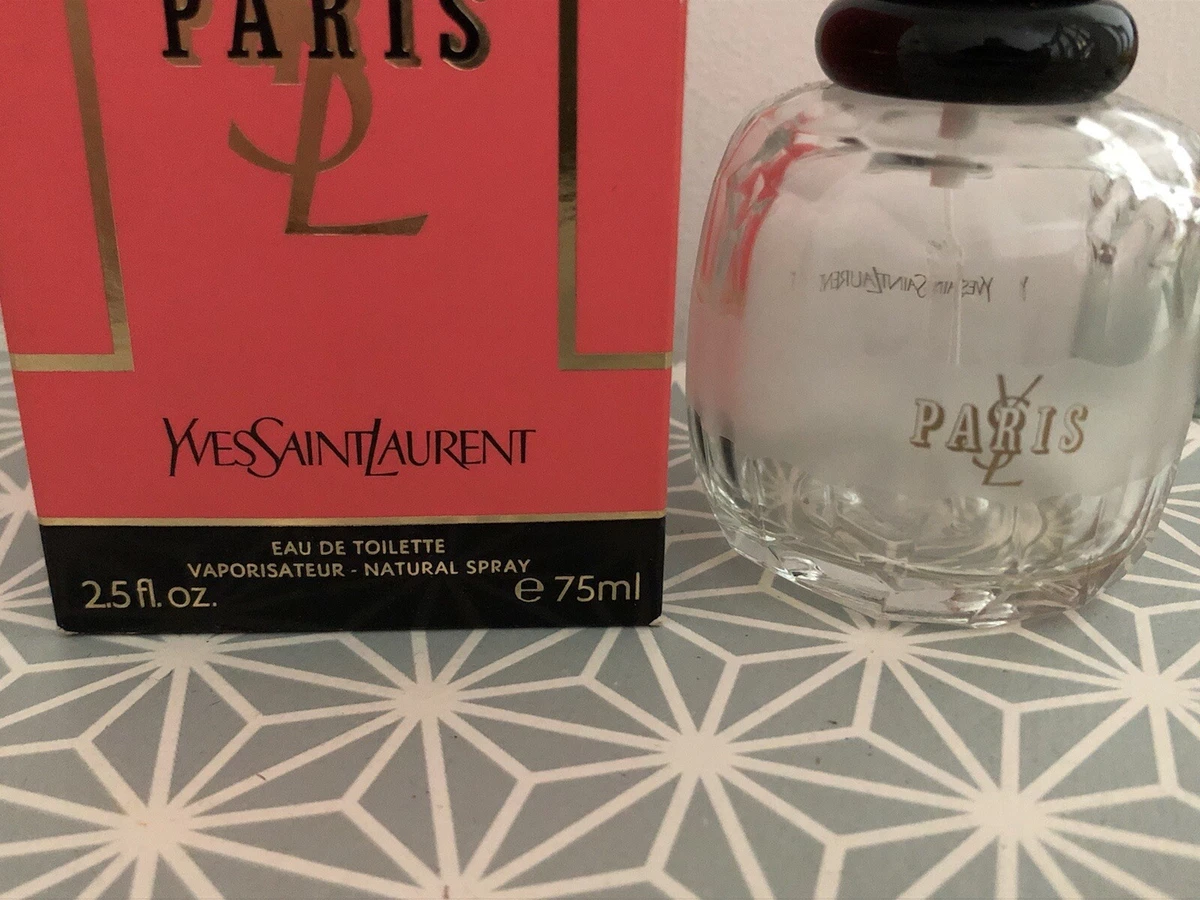 PARIS
YSL
YVESSAINTLAURENT
EAU DE TOILETTE
VAPORISATEUR - NATURAL SPRAY
2.5 fl. oz.
e 75ml
YVESSAINTLAURENT
PARIS
YSL